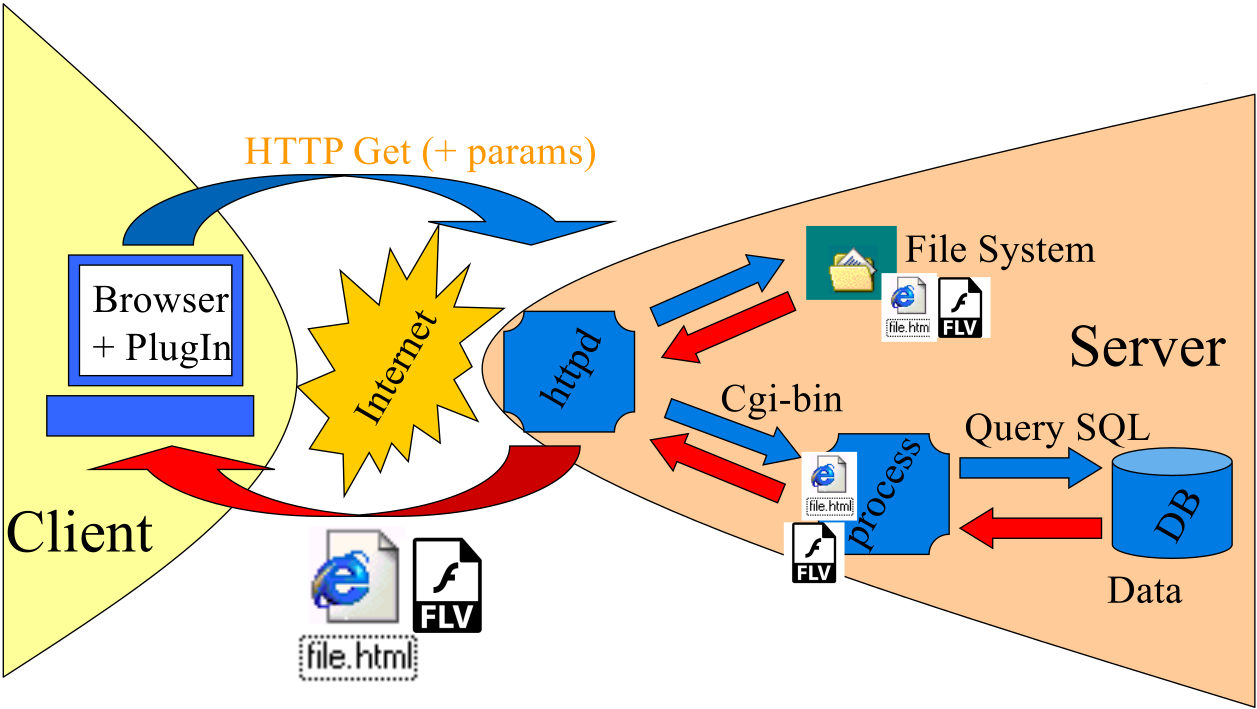 HTTP Get (+ params)
Browser
+ PlugIn
Internet
httpd
File System
file.html
FLV
Server
Cgi-bin
Query SQL
process
file.html
FLV
DB
Data
Client
file.html
FLV